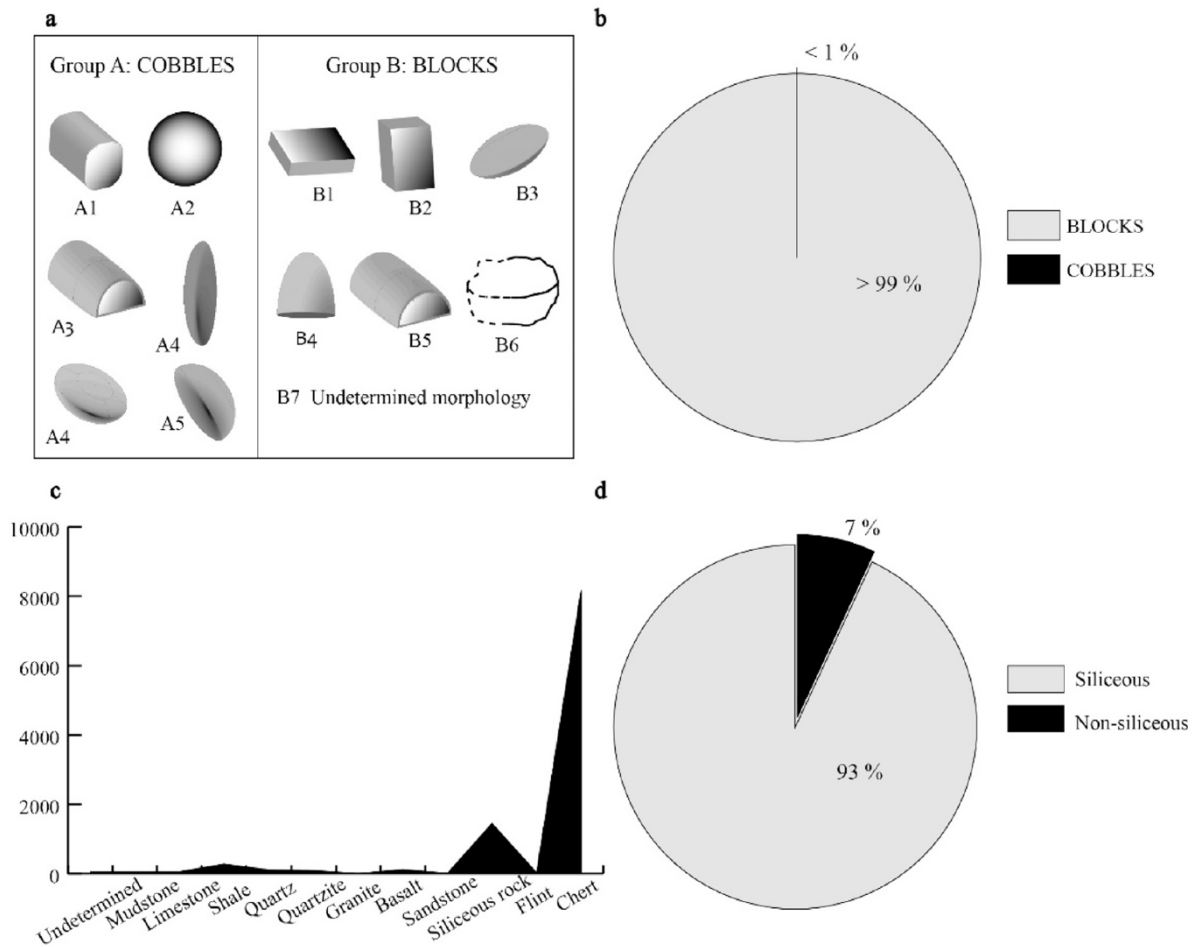 a
Group A: COBBLES
Group B: BLOCKS
A1
A2
B1
B2
B3
A3
A4
B4
B5
B6
A4
A5
B7 Undetermined morphology
b
< 1 %
> 99 %
BLOCKS
COBBLES
c
10000
8000
6000
4000
2000
0
Undetermined
Mudstone
Limestone
Shale
Quartz
Quartzite
Granite
Basalt
Sandstone
Siliceous rock
Flint
Chert
d
7 %
93 %
Siliceous
Non-siliceous